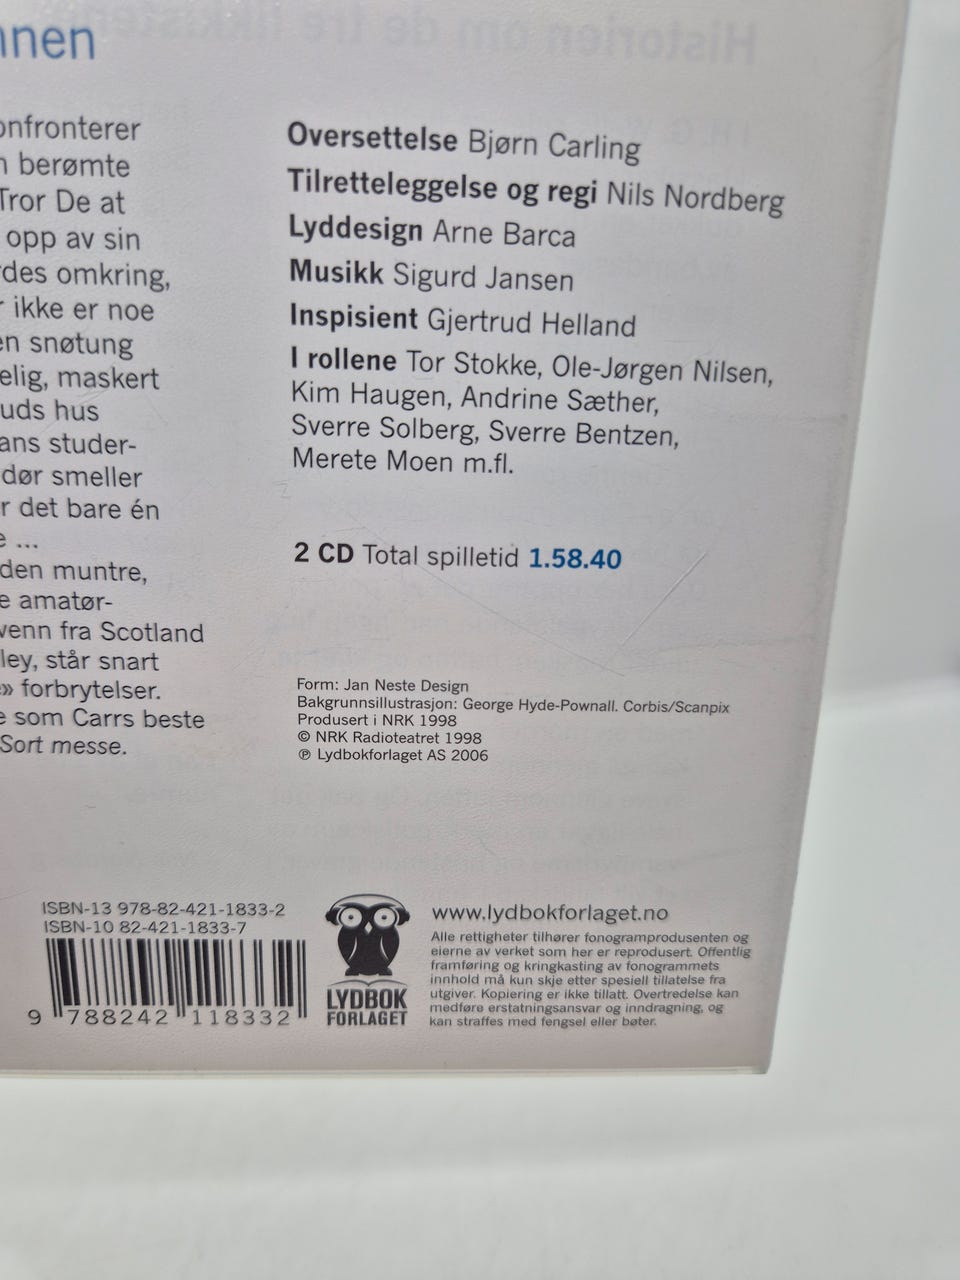 nnen
onfronterer
n berømte
Tror De at
opp av sin
rdes omkring,
r ikke er noe
en snøtung
elig, maskert
uds hus
ans studer-
dør smeller
r det bare én
e ...
den muntre,
e amatør-
venn fra Scotland
ley, står snart
» forbrytelser.
e som Carrs beste
Sort messe.
Oversettelse Bjørn Carling
Tilretteleggelse og regi Nils Nordberg
Lyddesign Arne Barca
Musikk Sigurd Jansen
Inspisient Gjertrud Helland
I rollene Tor Stokke, Ole-Jørgen Nilsen,
Kim Haugen, Andrine Sæther,
Sverre Solberg, Sverre Bentzen,
Merete Moen m.fl.
2 CD Total spilletid 1.58.40
Form: Jan Neste Design
Bakgrunnsillustrasjon: George Hyde-Pownall. Corbis/Scanpix
Produsert i NRK 1998
© NRK Radioteatret 1998
℗ Lydbokforlaget AS 2006
ISBN-13 978-82-421-1833-2
ISBN-10 82-421-1833-7
9 788242 118332
LYDBOK
FORLAGET
www.lydbokforlaget.no
Alle rettigheter tilhører fonogramprodusenten og
eierne av verket som her er reprodusert. Offentlig
framføring og kringkasting av fonogrammets
innhold må kun skje etter spesiell tillatelse fra
utgiver. Kopiering er ikke tillatt. Overtredelse kan
medføre erstatningsansvar og inndragning, og
kan straffes med fengsel eller bøter.